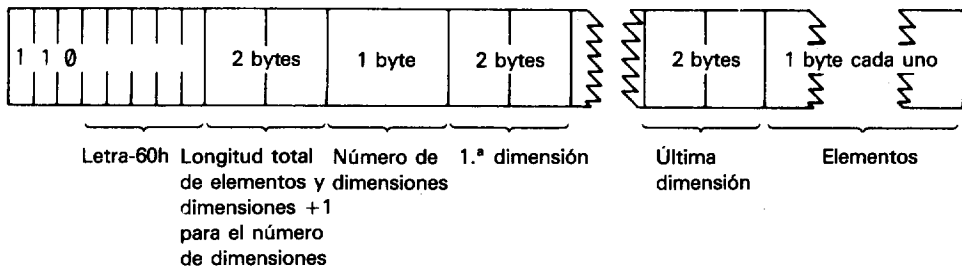 1 1 0 2 bytes 1 byte 2 bytes 2 bytes 1 byte cada uno
Letra-60h Longitud total Número de 1.ª dimensión Última Elementos
de elementos y dimensiones dimensión
dimensiones +1
para el número
de dimensiones